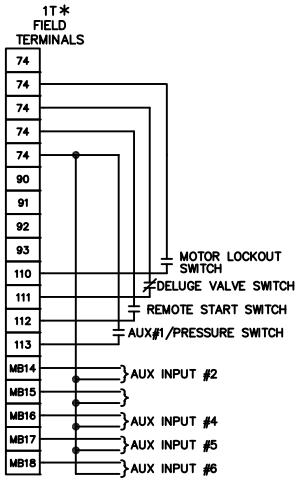 1T*
FIELD
TERMINALS
74
74
74
74
74
90
91
92
93
110
111
112
113
MB14
MB15
MB16
MB17
MB18
MOTOR LOCKOUT
SWITCH
DELUGE VALVE SWITCH
REMOTE START SWITCH
AUX#1/PRESSURE SWITCH
AUX INPUT #2
AUX INPUT #4
AUX INPUT #5
AUX INPUT #6